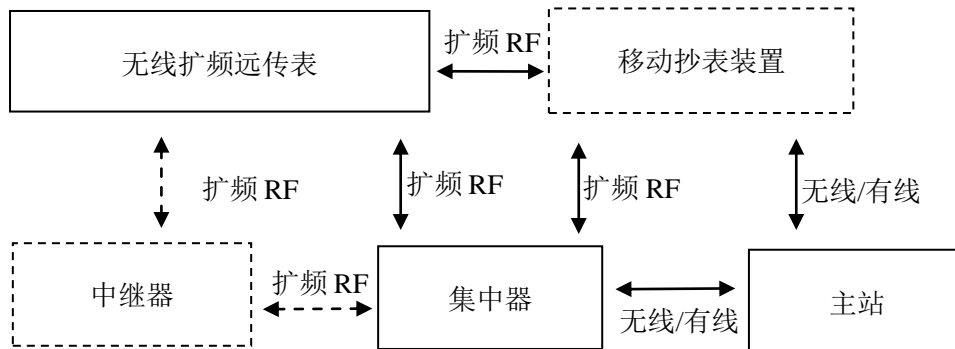 扩频 RF
无线扩频远传表
移动抄表装置
扩频 RF
扩频 RF
扩频 RF
无线/有线
中继器
扩频 RF
集中器
无线/有线
主站